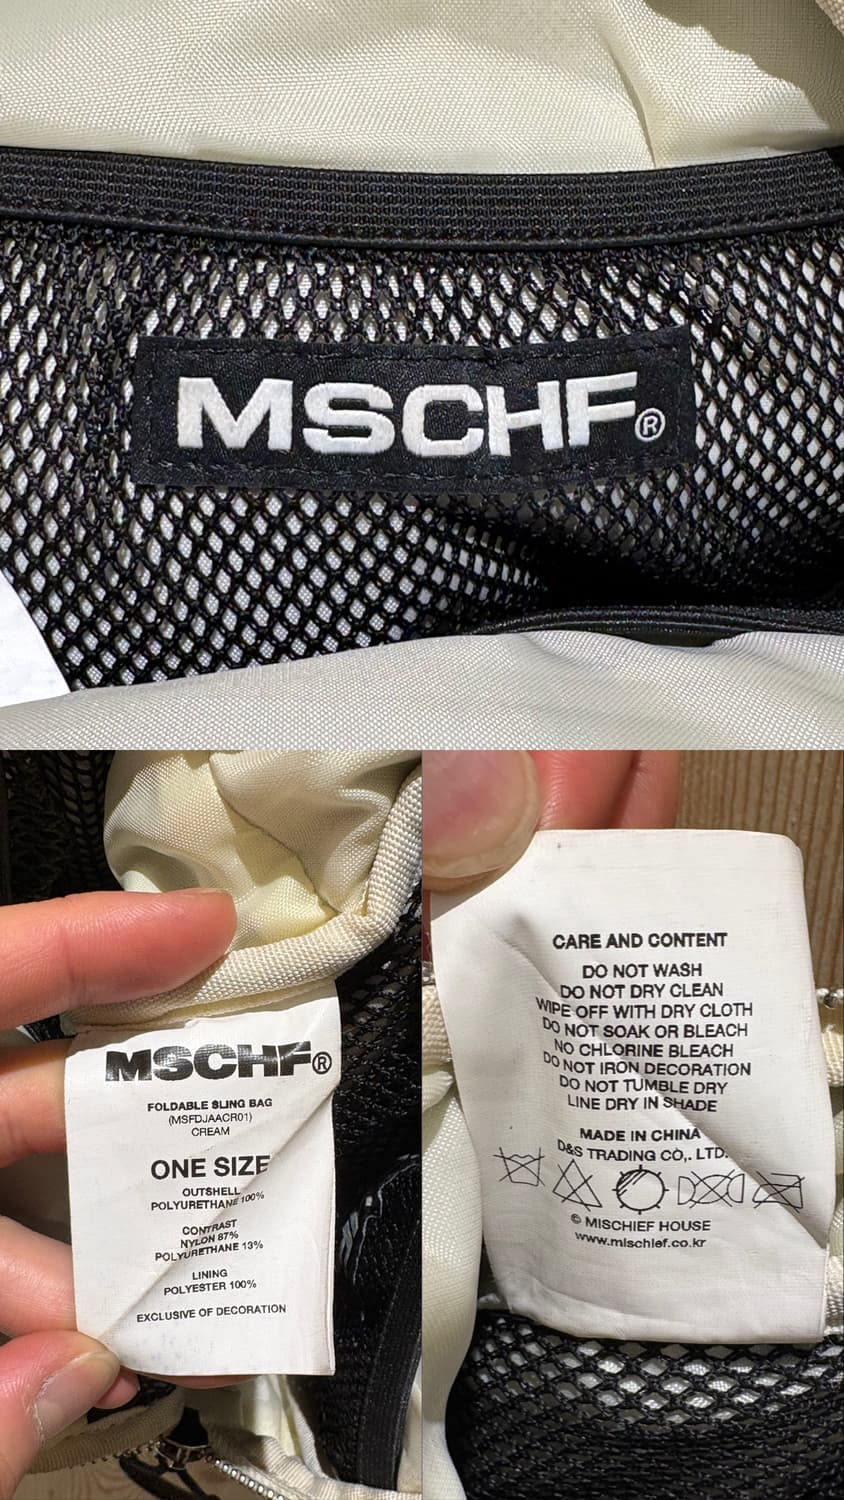 MSCHF®
MSCHF®
FOLDABLE SLING BAG
(MSFDJAACR01)
CREAM
ONE SIZE
OUTSHELL
POLYURETHANE 100%
CONTRAST
NYLON 87%
POLYURETHANE 13%
LINING
POLYESTER 100%
EXCLUSIVE OF DECORATION
CARE AND CONTENT
DO NOT WASH
DO NOT DRY CLEAN
WIPE OFF WITH DRY CLOTH
DO NOT SOAK OR BLEACH
NO CHLORINE BLEACH
DO NOT IRON DECORATION
DO NOT TUMBLE DRY
LINE DRY IN SHADE
MADE IN CHINA
D&S TRADING CO,. LTD.
© MISCHIEF HOUSE
www.mischief.co.kr